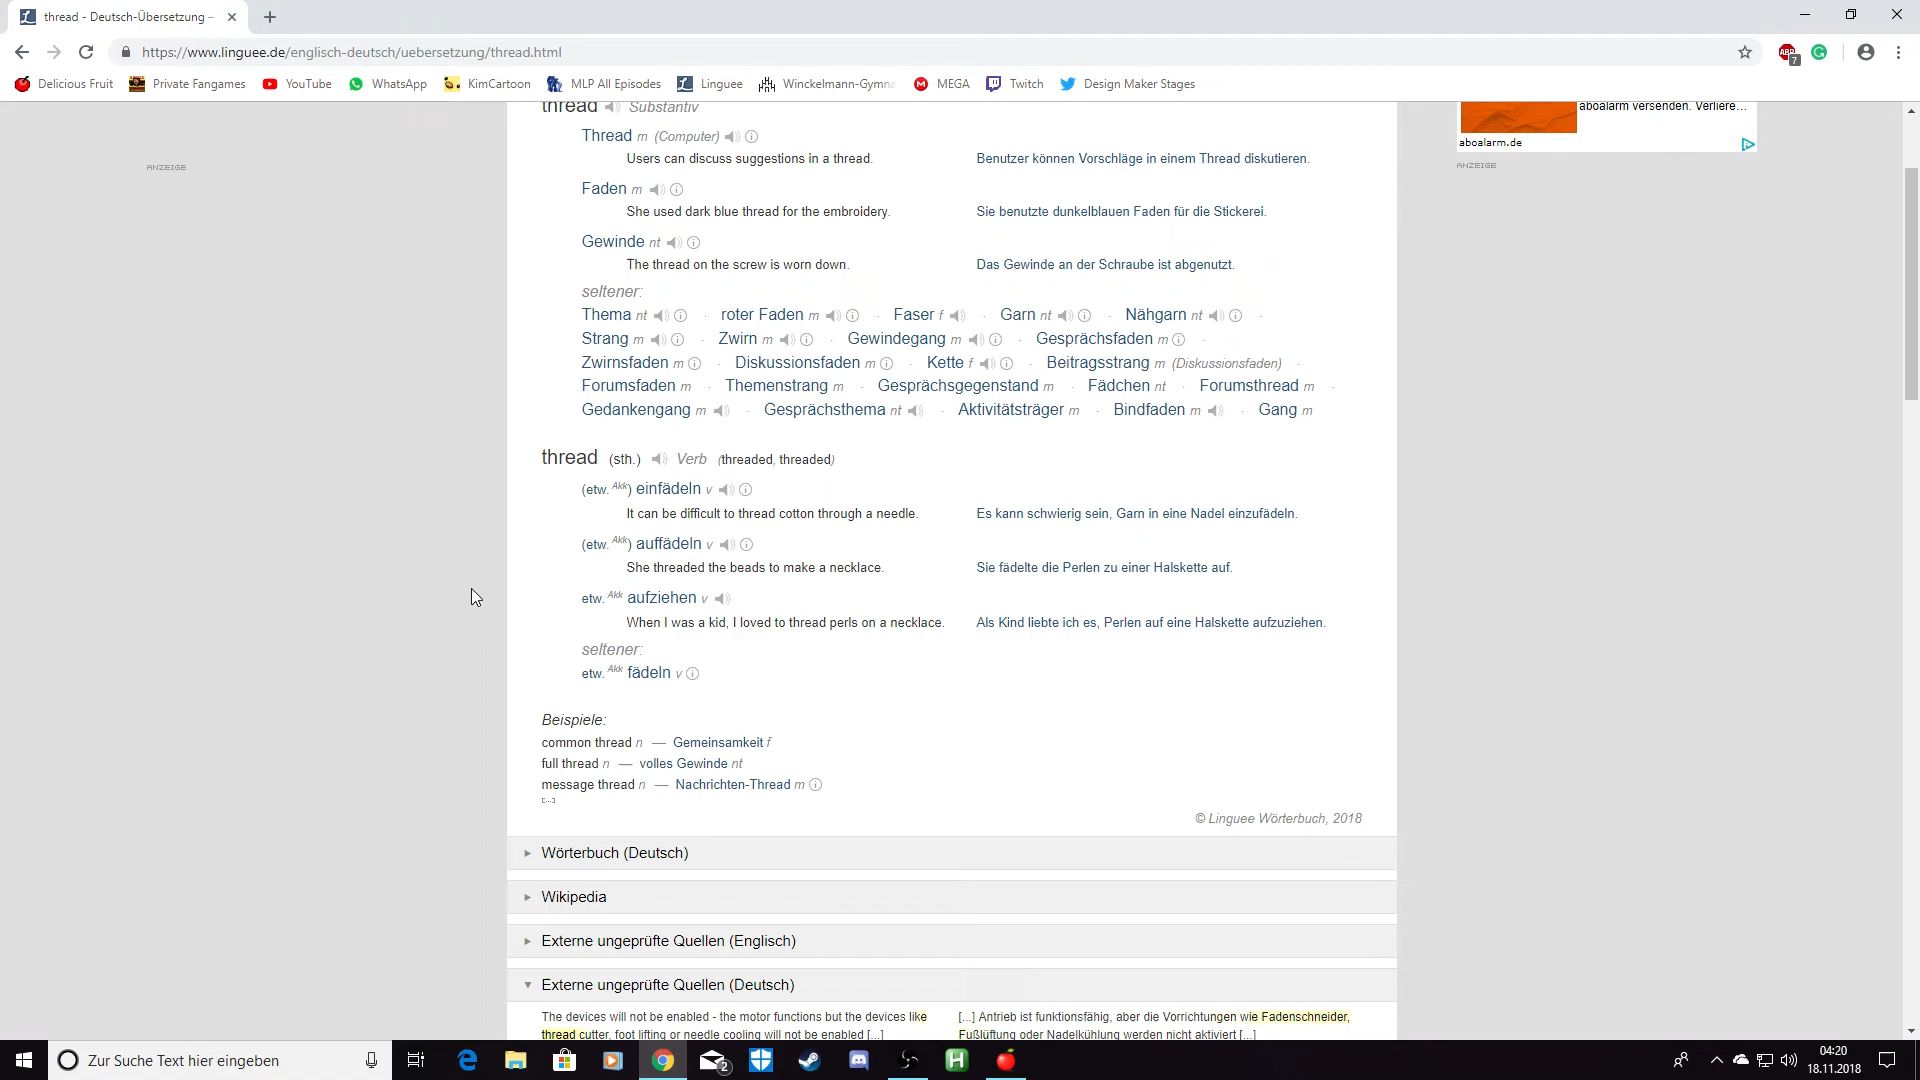 thread - Deutsch-Übersetzung –
https://www.linguee.de/englisch-deutsch/uebersetzung/thread.html
ABP 7
Delicious Fruit Private Fangames YouTube WhatsApp KimCartoon MLP All Episodes Linguee Winckelmann-Gymna MEGA Twitch Design Maker Stages
thread Substantiv
aboalarm versenden. Verliere...
aboalarm.de
ANZEIGE
ANZEIGE
Thread m (Computer)
Users can discuss suggestions in a thread. Benutzer können Vorschläge in einem Thread diskutieren.
Faden m
She used dark blue thread for the embroidery. Sie benutzte dunkelblauen Faden für die Stickerei.
Gewinde nt
The thread on the screw is worn down. Das Gewinde an der Schraube ist abgenutzt.
seltener:
Thema nt · roter Faden m · Faser f · Garn nt · Nähgarn nt ·
Strang m · Zwirn m · Gewindegang m · Gesprächsfaden m ·
Zwirnsfaden m · Diskussionsfaden m · Kette f · Beitragsstrang m (Diskussionsfaden) ·
Forumsfaden m · Themenstrang m · Gesprächsgegenstand m · Fädchen nt · Forumsthread m ·
Gedankengang m · Gesprächsthema nt · Aktivitätsträger m · Bindfaden m · Gang m
thread (sth.) Verb (threaded, threaded)
(etw. Akk) einfädeln v
It can be difficult to thread cotton through a needle. Es kann schwierig sein, Garn in eine Nadel einzufädeln.
(etw. Akk) auffädeln v
She threaded the beads to make a necklace. Sie fädelte die Perlen zu einer Halskette auf.
etw. Akk aufziehen v
When I was a kid, I loved to thread perls on a necklace. Als Kind liebte ich es, Perlen auf eine Halskette aufzuziehen.
seltener:
etw. Akk fädeln v
Beispiele:
common thread n — Gemeinsamkeit f
full thread n — volles Gewinde nt
message thread n — Nachrichten-Thread m
[...]
© Linguee Wörterbuch, 2018
Wörterbuch (Deutsch)
Wikipedia
Externe ungeprüfte Quellen (Englisch)
Externe ungeprüfte Quellen (Deutsch)
The devices will not be enabled - the motor functions but the devices like [...] Antrieb ist funktionsfähig, aber die Vorrichtungen wie Fadenschneider,
thread cutter, foot lifting or needle cooling will not be enabled [...] Fußlüftung oder Nadelkühlung werden nicht aktiviert [...]
Zur Suche Text hier eingeben
2
04:20
18.11.2018